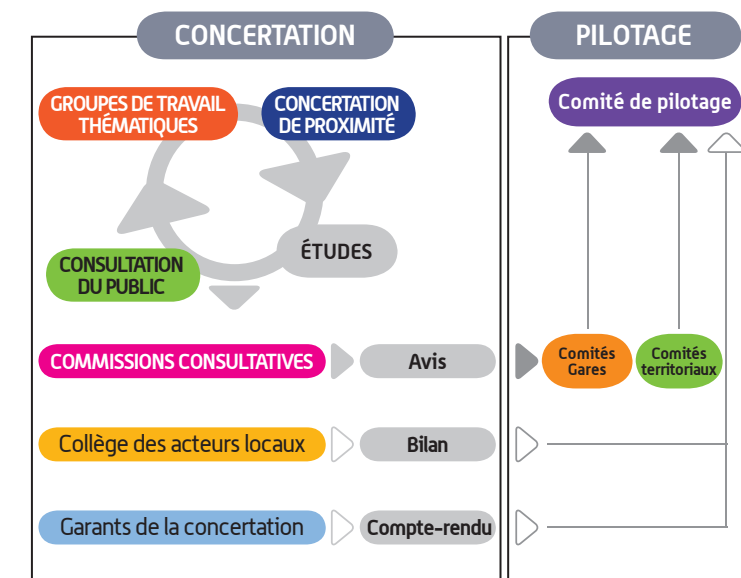 CONCERTATION
PILOTAGE
GROUPES DE TRAVAIL
THÉMATIQUES
CONCERTATION
DE PROXIMITÉ
Comité de pilotage
ÉTUDES
CONSULTATION
DU PUBLIC
COMMISSIONS CONSULTATIVES
Avis
Comités
Gares
Comités
territoriaux
Collège des acteurs locaux
Bilan
Garants de la concertation
Compte-rendu